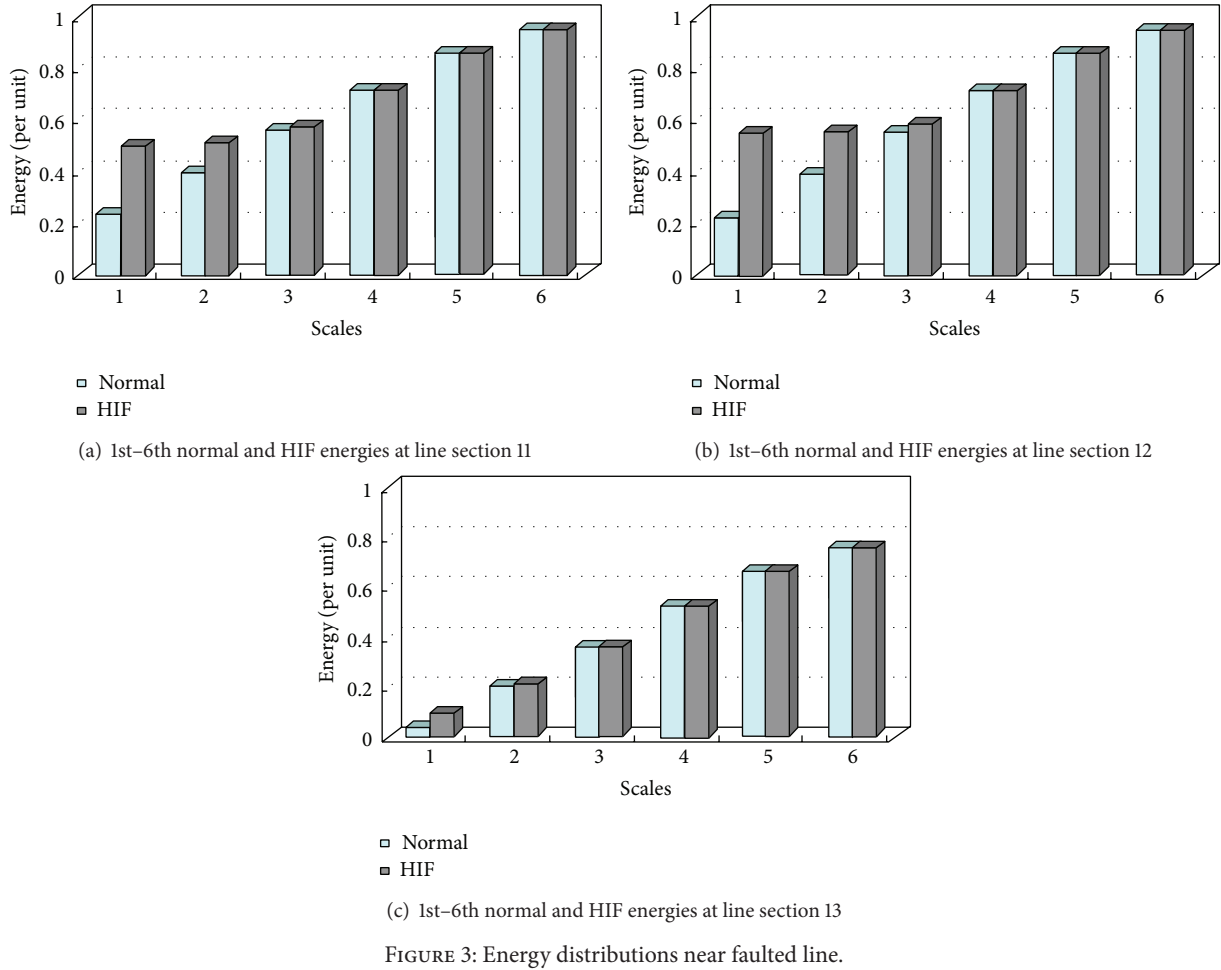 1
0.8
0.6
0.4
0.2
0
Energy (per unit)
1 2 3 4 5 6
Scales
Normal
HIF
(a) 1st–6th normal and HIF energies at line section 11
1
0.8
0.6
0.4
0.2
0
Energy (per unit)
1 2 3 4 5 6
Scales
Normal
HIF
(b) 1st–6th normal and HIF energies at line section 12
1
0.8
0.6
0.4
0.2
0
Energy (per unit)
1 2 3 4 5 6
Scales
Normal
HIF
(c) 1st–6th normal and HIF energies at line section 13
FIGURE 3: Energy distributions near faulted line.